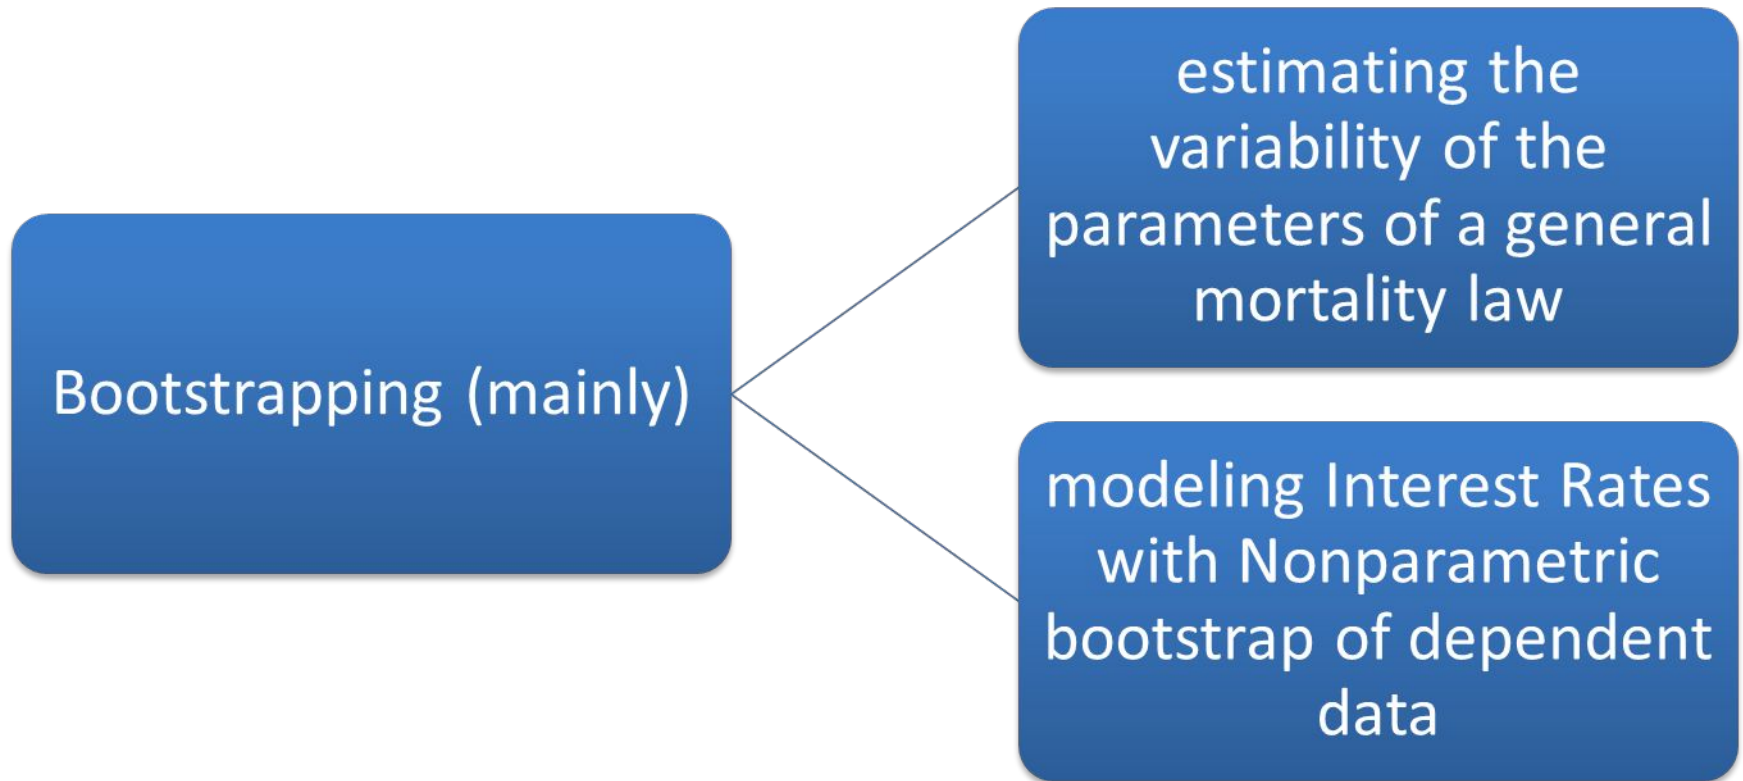 Bootstrapping (mainly)
estimating the
variability of the
parameters of a general
mortality law
modeling Interest Rates
with Nonparametric
bootstrap of dependent
data